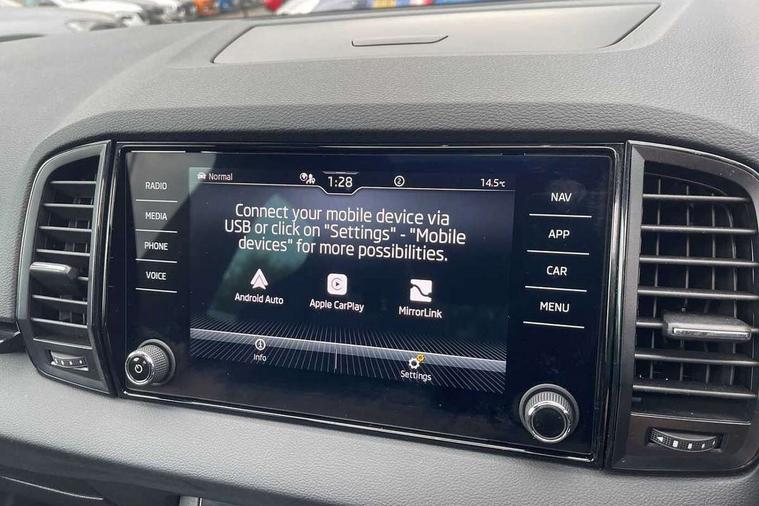 Normal
1:28
2
14.5°C
RADIO
MEDIA
PHONE
VOICE
Connect your mobile device via
USB or click on "Settings" - "Mobile
devices" for more possibilities.
Android Auto
Apple CarPlay
MirrorLink
Info
Settings
NAV
APP
CAR
MENU